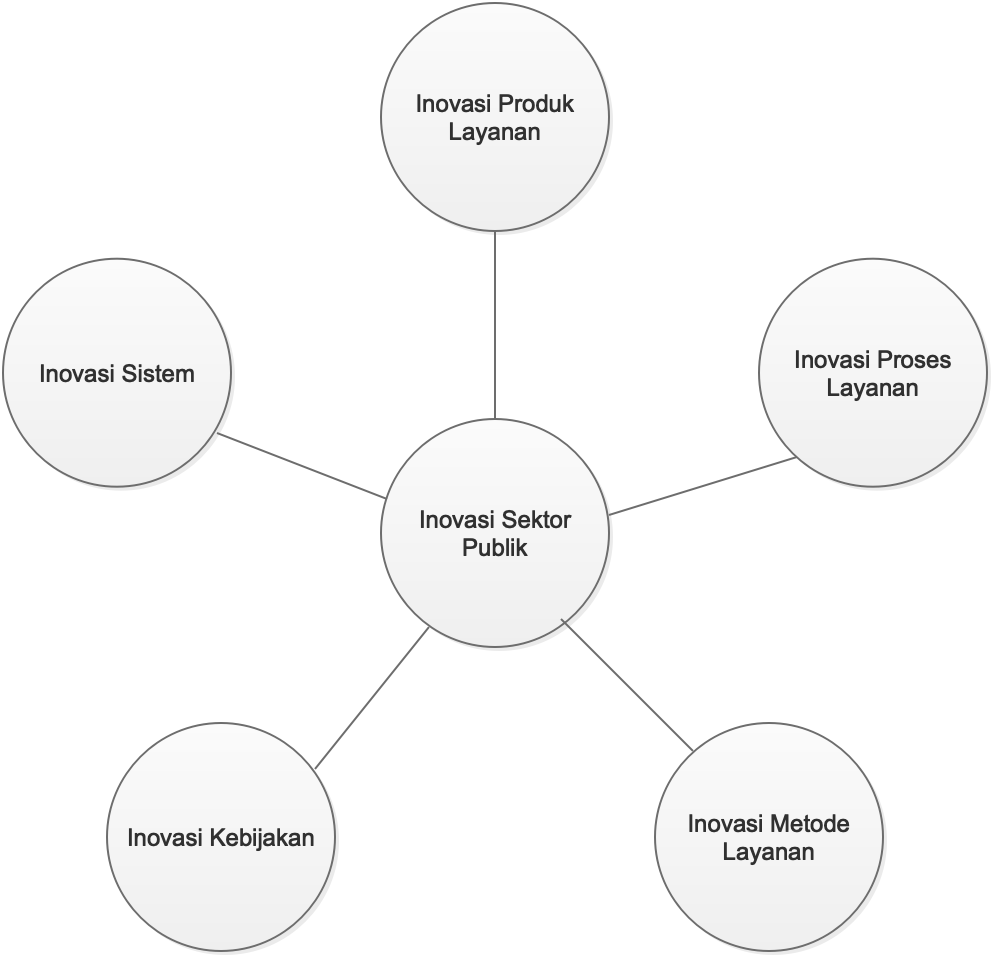 Inovasi Produk
Layanan
Inovasi Sistem
Inovasi Proses
Layanan
Inovasi Sektor
Publik
Inovasi Kebijakan
Inovasi Metode
Layanan